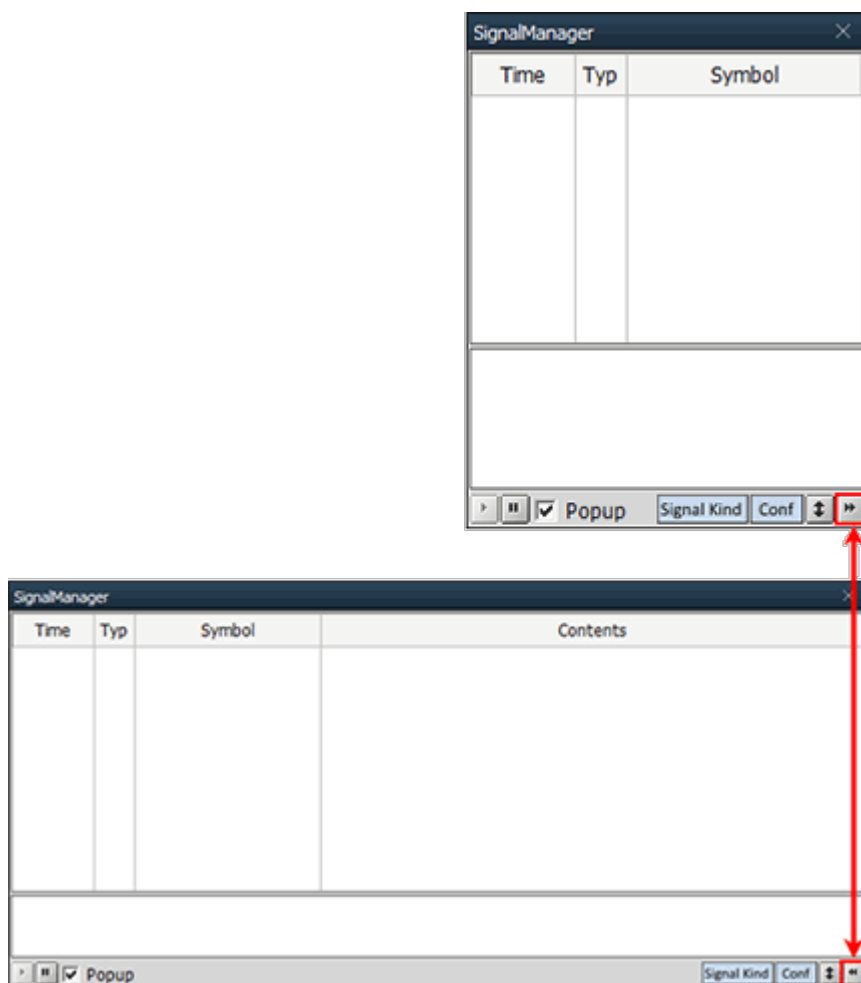 SignalManager
Time Typ Symbol
Popup Signal Kind Conf
SignalManager
Time Typ Symbol Contents
Popup Signal Kind Conf